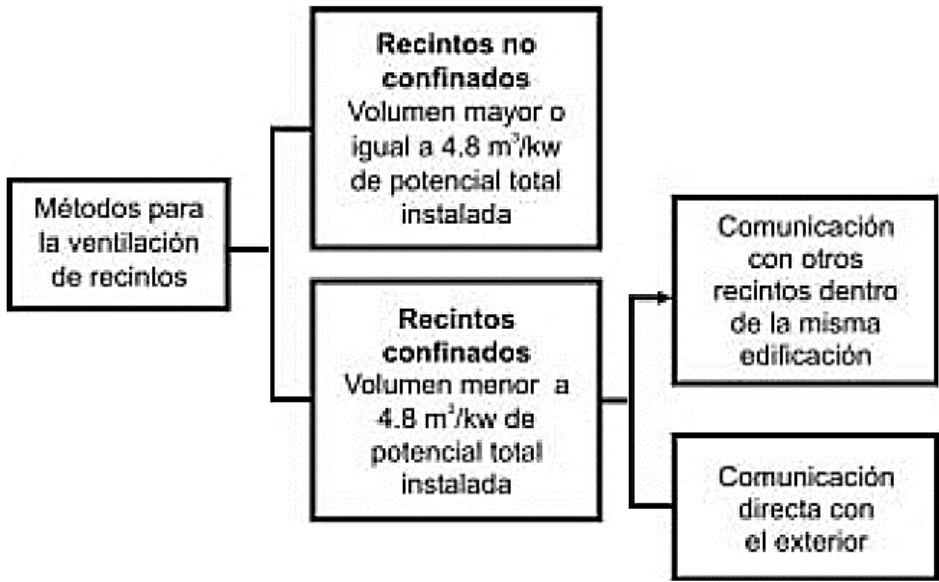 Métodos para
la ventilación
de recintos
Recintos no
confinados
Volumen mayor o
igual a 4.8 m³/kw
de potencial total
instalada
Recintos
confinados
Volumen menor a
4.8 m³/kw de
potencial total
instalada
Comunicación
con otros
recintos dentro
de la misma
edificación
Comunicación
directa con
el exterior